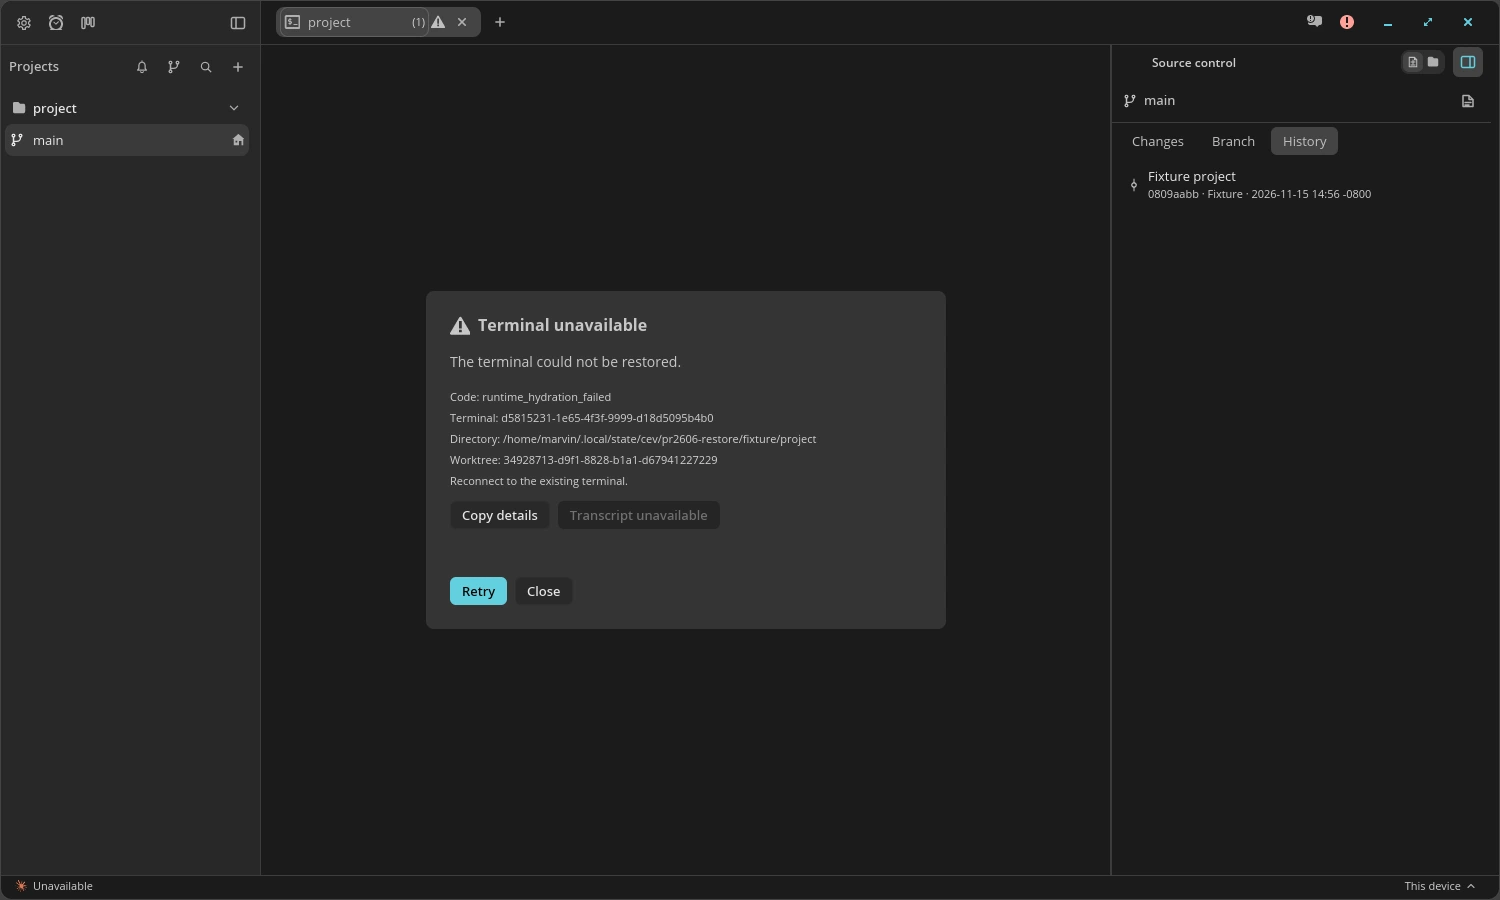 project (1)
Projects
project
main
Terminal unavailable
The terminal could not be restored.
Code: runtime_hydration_failed
Terminal: d5815231-1e65-4f3f-9999-d18d5095b4b0
Directory: /home/marvin/.local/state/cev/pr2606-restore/fixture/project
Worktree: 34928713-d9f1-8828-b1a1-d67941227229
Reconnect to the existing terminal.
Copy details Transcript unavailable
Retry Close
Source control
main
Changes Branch History
Fixture project
0809aabb · Fixture · 2026-11-15 14:56 -0800
Unavailable
This device